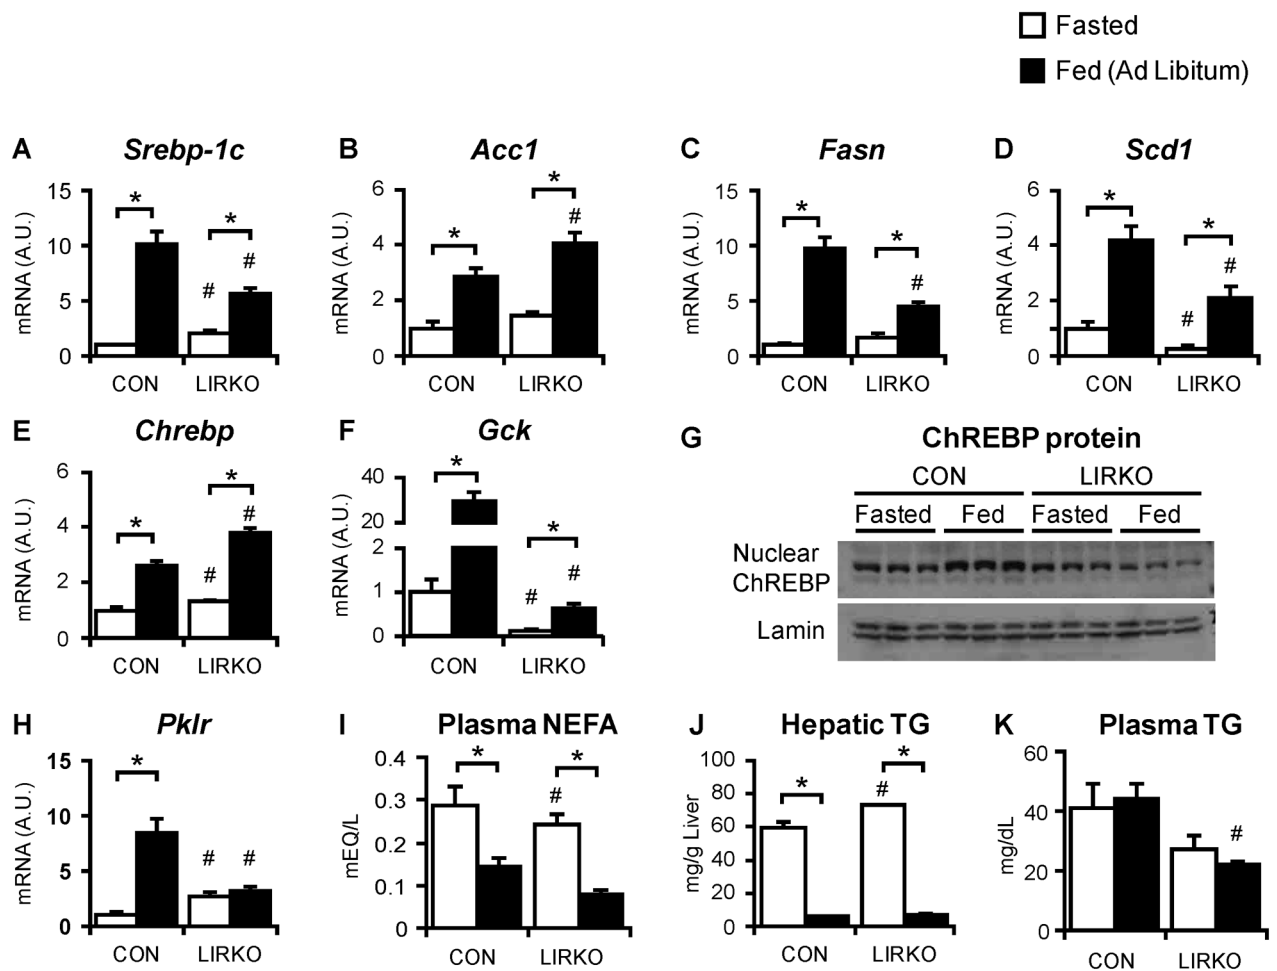 Fasted
Fed (Ad Libitum)
A Srebp-1c
mRNA (A.U.)
15
10
5
0
*
*
#
#
CON LIRKO
B Acc1
mRNA (A.U.)
6
4
2
0
*
*
#
CON LIRKO
C Fasn
mRNA (A.U.)
15
10
5
0
*
*
#
CON LIRKO
D Scd1
mRNA (A.U.)
6
4
2
0
*
*
#
#
CON LIRKO
E Chrebp
mRNA (A.U.)
6
4
2
0
*
*
#
#
CON LIRKO
F Gck
mRNA (A.U.)
40
20
2
1
0
*
*
#
#
CON LIRKO
G ChREBP protein
CON LIRKO
Fasted Fed Fasted Fed
Nuclear
ChREBP
Lamin
H Pklr
mRNA (A.U.)
15
10
5
0
*
#
#
CON LIRKO
I Plasma NEFA
mEQ/L
0.4
0.3
0.2
0.1
0
*
*
#
CON LIRKO
J Hepatic TG
mg/g Liver
100
80
60
40
20
0
*
*
#
CON LIRKO
K Plasma TG
mg/dL
60
40
20
0
#
CON LIRKO